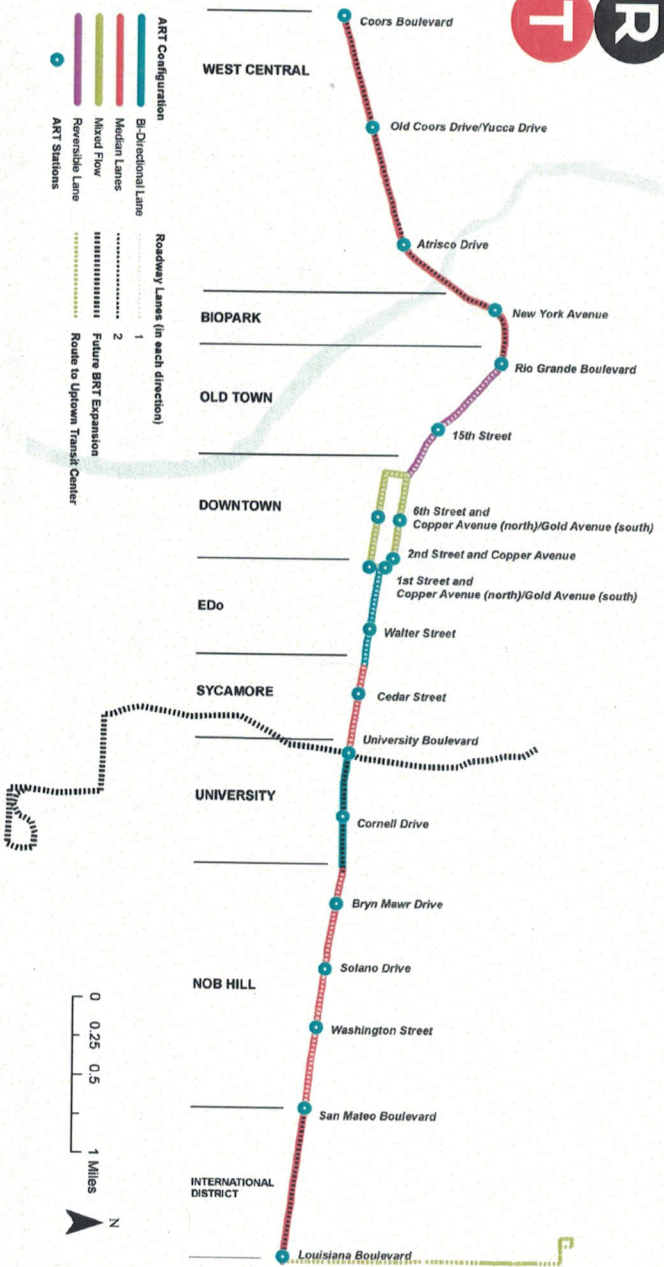 R
T
Coors Boulevard
WEST CENTRAL
Old Coors Drive/Yucca Drive
Atrisco Drive
New York Avenue
BIOPARK
Rio Grande Boulevard
OLD TOWN
15th Street
DOWNTOWN
6th Street and
Copper Avenue (north)/Gold Avenue (south)
2nd Street and Copper Avenue
1st Street and
Copper Avenue (north)/Gold Avenue (south)
EDo
Walter Street
SYCAMORE
Cedar Street
University Boulevard
UNIVERSITY
Cornell Drive
Bryn Mawr Drive
Solano Drive
NOB HILL
Washington Street
San Mateo Boulevard
INTERNATIONAL
DISTRICT
Louisiana Boulevard
ART Configuration
Bi-Directional Lane
Median Lanes
Mixed Flow
Reversible Lane
ART Stations
Roadway Lanes (in each direction)
1
2
Future BRT Expansion
Route to Uptown Transit Center
0 0.25 0.5 1 Miles
N